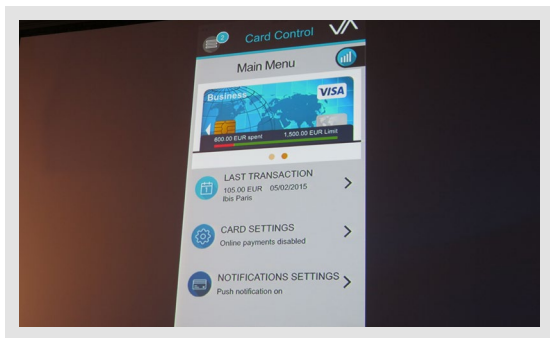 2
Card Control
Main Menu
Business
VISA
600.00 EUR spent
1,500.00 EUR Limit
LAST TRANSACTION
105.00 EUR 05/02/2015
Ibis Paris
CARD SETTINGS
Online payments disabled
NOTIFICATIONS SETTINGS
Push notification on